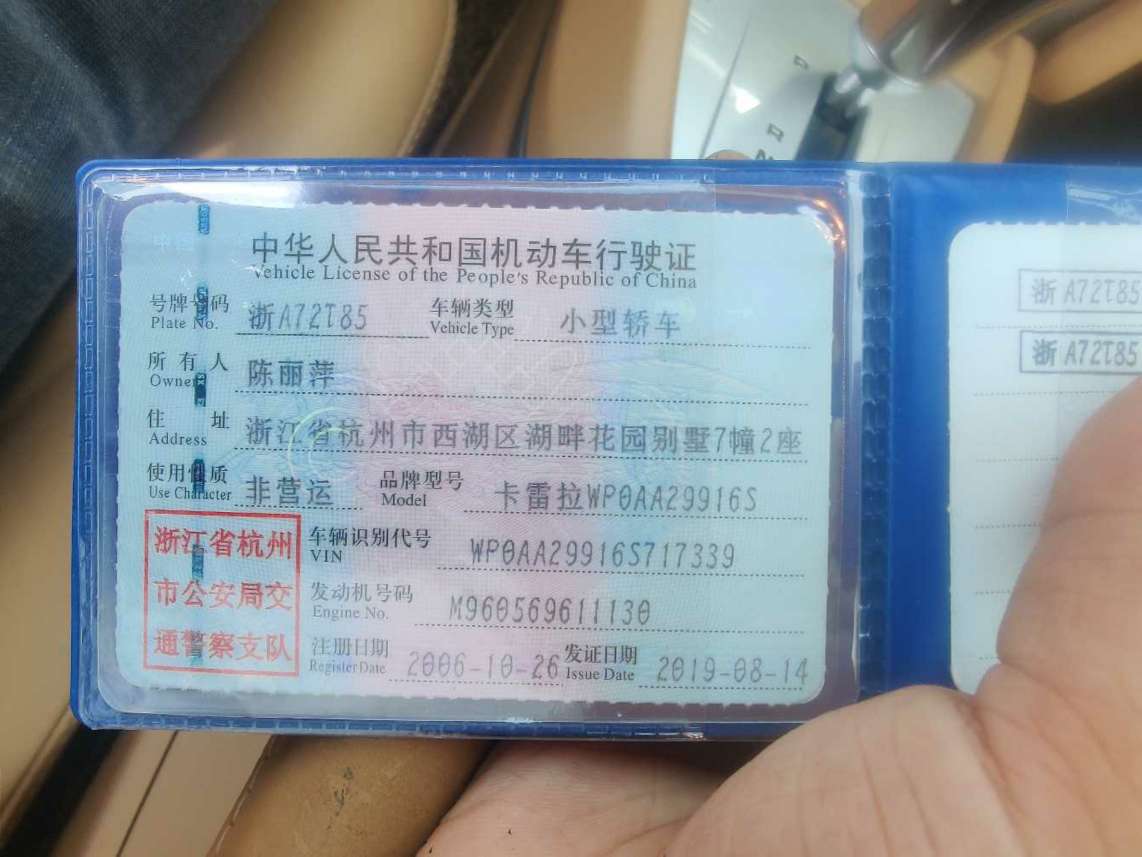 中华人民共和国机动车行驶证
Vehicle License of the People's Republic of China
号牌号码 浙A72T85 车辆类型 小型轿车
Plate No. Vehicle Type
所有人 陈丽萍
Owner
住址 浙江省杭州市西湖区湖畔花园别墅7幢2座
Address
使用性质 非营运 品牌型号 卡雷拉WP0AA29916S
Use Character Model
浙江省杭州
市公安局交
通警察支队
车辆识别代号 WP0AA29916S717339
VIN
发动机号码 M960569611130
Engine No.
注册日期 2006-10-26 发证日期 2019-08-14
Register Date Issue Date
浙A72T85
浙A72T85